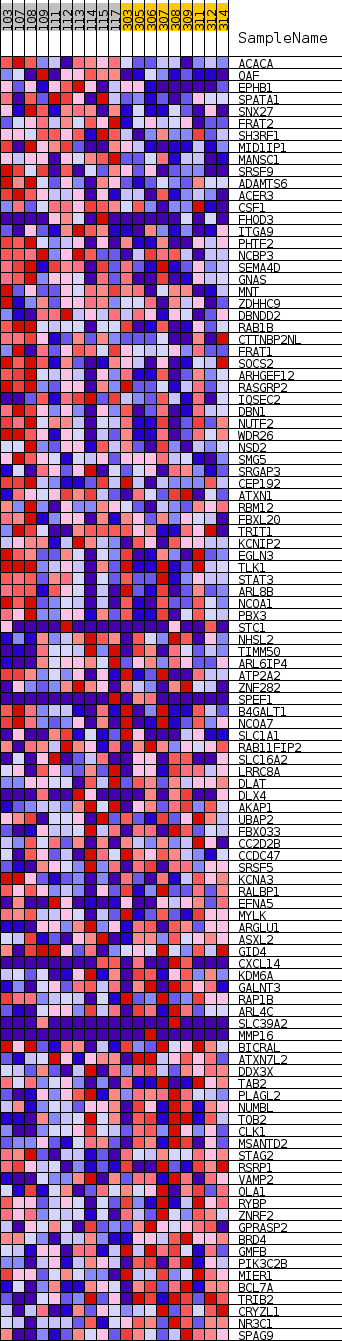 103 107 108 109 111 112 113 114 115 117 303 305 306 307 308 309 311 312 314
SampleName
ACACA
OAF
EPHB1
SPATA1
SNX27
FRAT2
SH3RF1
MID1IP1
MANSC1
SRSF9
ADAMTS6
ACER3
CSF1
FHOD3
ITGA9
PHTF2
NCBP3
SEMA4D
GNAS
MNT
ZDHHC9
DBNDD2
RAB1B
CTTNBP2NL
FRAT1
SOCS2
ARHGEF12
RASGRP2
IQSEC2
DBN1
NUTF2
WDR26
NSD2
SMG5
SRGAP3
CEP192
ATXN1
RBM12
FBXL20
TRIT1
KCNIP2
EGLN3
TLK1
STAT3
ARL8B
NCOA1
PBX3
STC1
NHSL2
TIMM50
ARL6IP4
ATP2A2
ZNF282
SPEF1
B4GALT1
NCOA7
SLC1A1
RAB11FIP2
SLC16A2
LRRC8A
DLAT
DLX4
AKAP1
UBAP2
FBXO33
CC2D2B
CCDC47
SRSF5
KCNA3
RALBP1
EFNA5
MYLK
ARGLU1
ASXL2
GID4
CXCL14
KDM6A
GALNT3
RAP1B
ARL4C
SLC39A2
MMP16
BICRAL
ATXN7L2
DDX3X
TAB2
PLAGL2
NUMBL
TOB2
CLK1
MSANTD2
STAG2
RSRP1
VAMP2
OLA1
RYBP
ZNRF2
GPRASP2
BRD4
GMFB
PIK3C2B
MIER1
BCL7A
TRIB2
CRYZL1
NR3C1
SPAG9